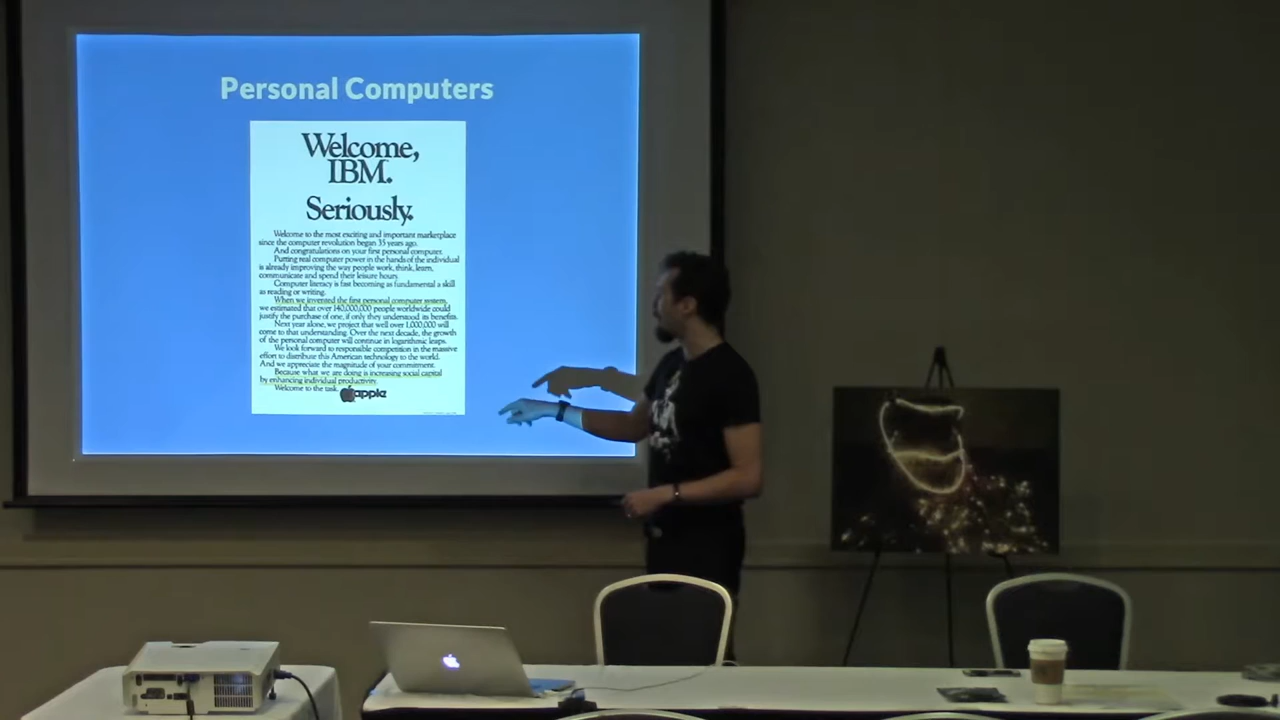 Personal Computers
Welcome,
IBM.
Seriously.
Welcome to the most exciting and important marketplace
since the computer revolution began 35 years ago.
And congratulations on your first personal computer.
Putting real computer power in the hands of the individual
is already improving the way people work, think, learn,
communicate and spend their leisure hours.
Computer literacy is fast becoming as fundamental a skill
as reading or writing.
When we invented the first personal computer system,
we estimated that over 140,000,000 people worldwide could
justify the purchase of one, if only they understood its benefits.
Next year alone, we project that well over 1,000,000 will
come to that understanding. Over the next decade, the growth
of the personal computer will continue in logarithmic leaps.
We look forward to responsible competition in the massive
effort to distribute this American technology to the world.
And we appreciate the magnitude of your commitment.
Because what we are doing is increasing social capital
by enhancing individual productivity.
Welcome to the task.
apple